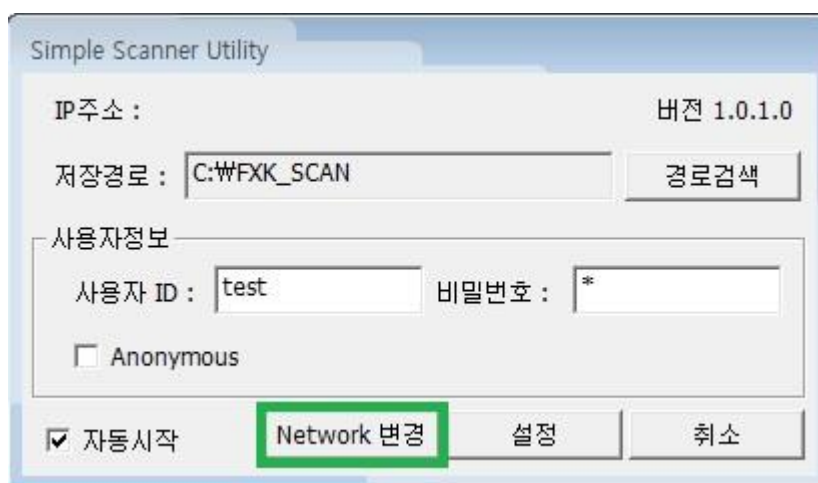 Simple Scanner Utility
IP주소 : 버전 1.0.1.0
저장경로 : C:₩FXK_SCAN 경로검색
사용자정보
사용자 ID : test 비밀번호 : *
Anonymous
자동시작 Network 변경 설정 취소